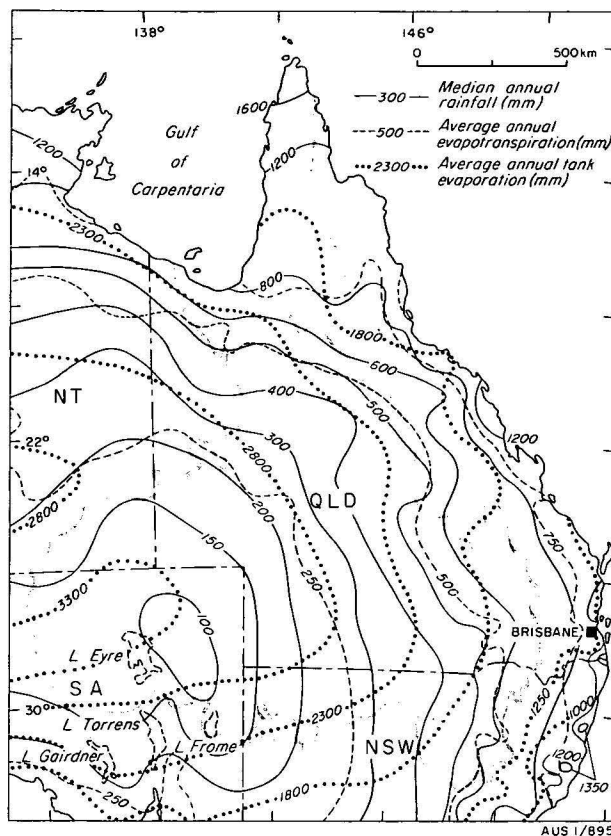 138°
146°
0 500 km
300 Median annual rainfall (mm)
500 Average annual evapotranspiration (mm)
2300 Average annual tank evaporation (mm)
1600
1200
Gulf
of
Carpentaria
1200
14°
2300
800
1800
600
NT
400
500
300
1200
22°
2800
QLD
2800
200
750
150
250
500
3300
100
BRISBANE
L Eyre
SA
1250
30°
2300
1000
L Torrens
L Frome
NSW
L Gairdner
1200
250
1800
1350
AUS 1/895